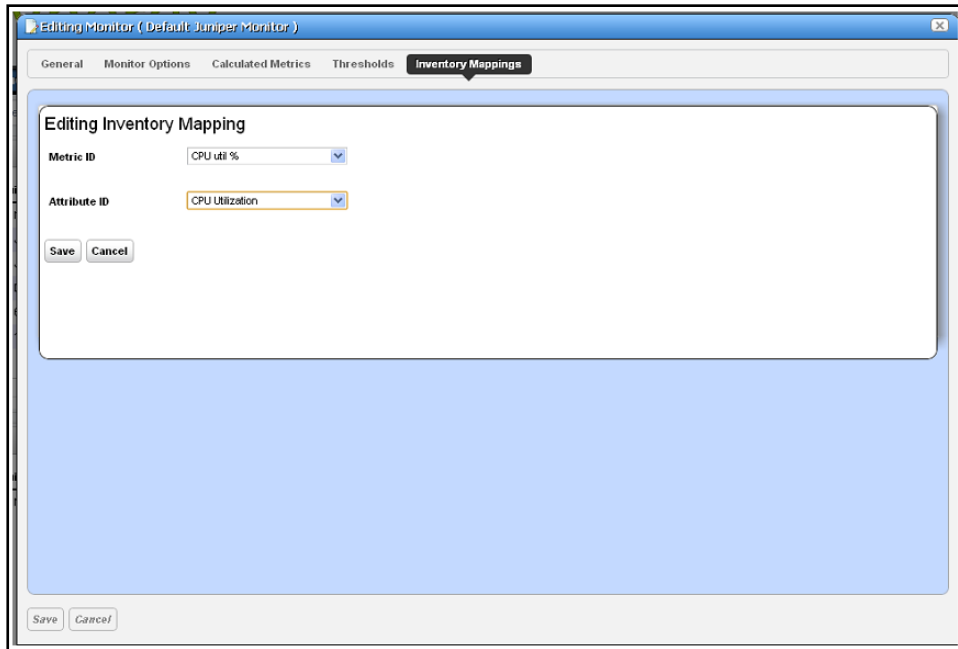 Editing Monitor ( Default Juniper Monitor )
General Monitor Options Calculated Metrics Thresholds Inventory Mappings
Editing Inventory Mapping
Metric ID CPU util %
Attribute ID CPU Utilization
Save Cancel
Save Cancel